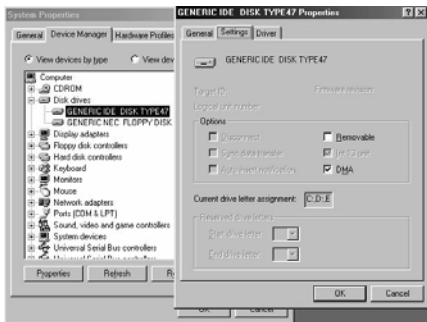 System Properties
General Device Manager Hardware Profiles
View devices by type View dev
Computer
CDROM
Disk drives
GENERIC IDE DISK TYPE47
GENERIC NEC FLOPPY DISK
Display adapters
Floppy disk controllers
Hard disk controllers
Keyboard
Monitors
Mouse
Network adapters
Ports (COM & LPT)
Sound, video and game controllers
System devices
Universal Serial Bus controllers
Properties Refresh R
OK Cancel
GENERIC IDE DISK TYPE47 Properties
General Settings Driver
GENERIC IDE DISK TYPE47
Target ID: Firmware revision:
Logical unit number:
Options
Disconnect Removable
Sync data transfer Int 13 unit
Auto insert notification DMA
Current drive letter assignment: C:D:E
Reserved drive letters
Start drive letter:
End drive letter:
OK Cancel